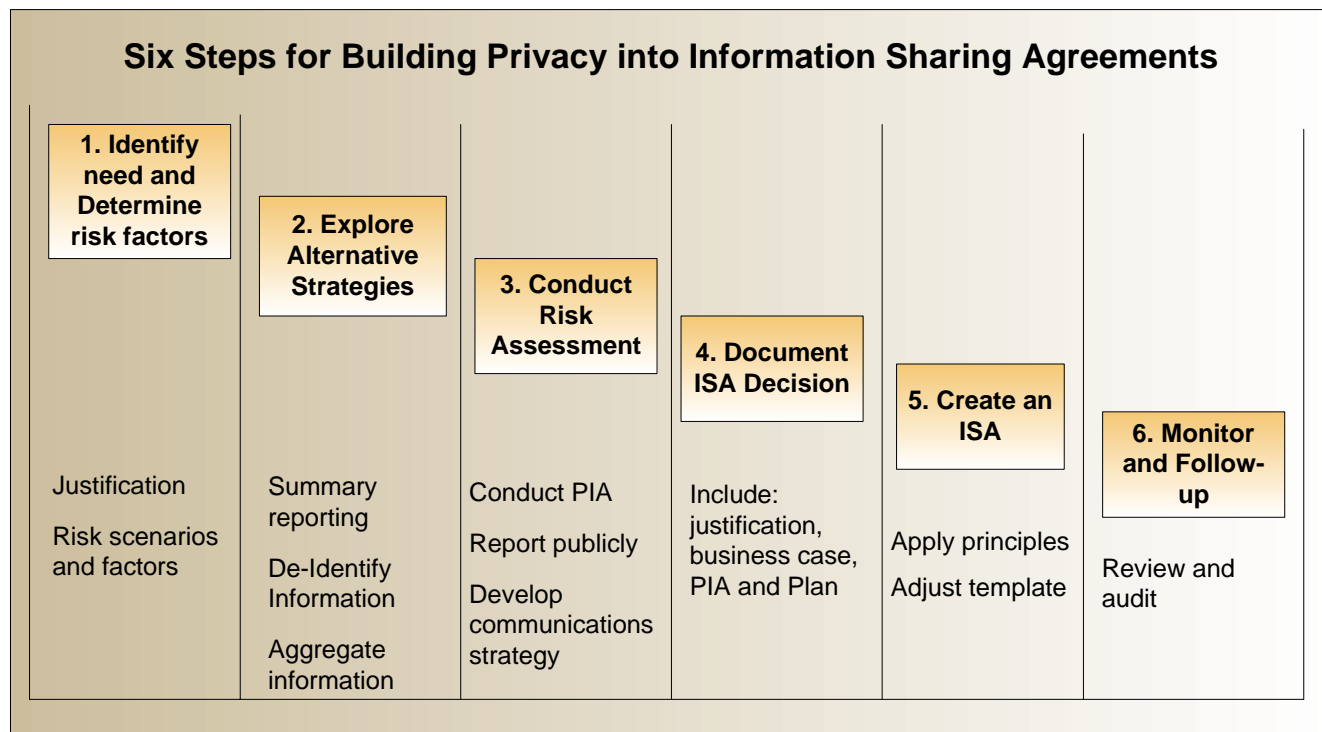 Six Steps for Building Privacy into Information Sharing Agreements
1. Identify
need and
Determine
risk factors
Justification
Risk scenarios
and factors
2. Explore
Alternative
Strategies
Summary
reporting
De-Identify
Information
Aggregate
information
3. Conduct
Risk
Assessment
Conduct PIA
Report publicly
Develop
communications
strategy
4. Document
ISA Decision
Include:
justification,
business case,
PIA and Plan
5. Create an
ISA
Apply principles
Adjust template
6. Monitor
and Follow-
up
Review and
audit